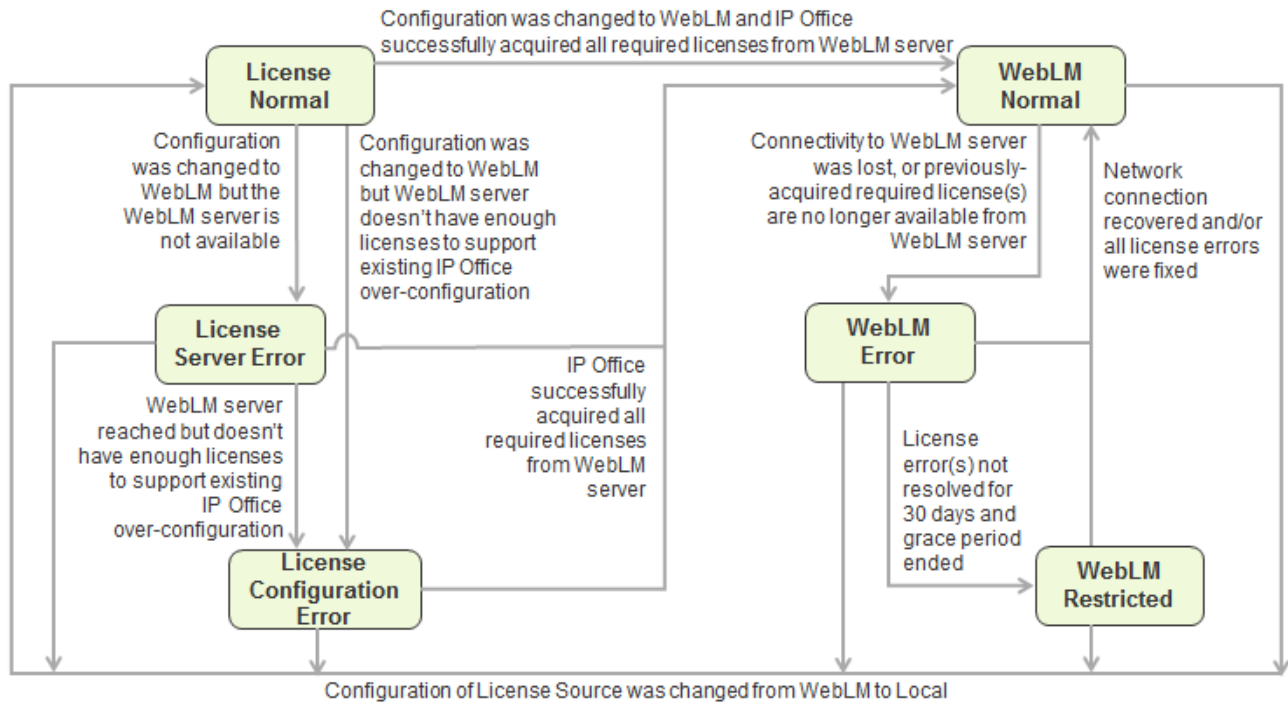 Configuration was changed to WebLM and IP Office
successfully acquired all required licenses from WebLM server
License
Normal
WebLM
Normal
Configuration
was changed to
WebLM but the
WebLM server is
not available
Configuration was
changed to WebLM
but WebLM server
doesn't have enough
licenses to support
existing IP Office
over-configuration
Connectivity to WebLM server
was lost, or previously-
acquired required license(s)
are no longer available from
WebLM server
Network
connection
recovered and/or
all license errors
were fixed
License
Server Error
WebLM
Error
WebLM server
reached but doesn't
have enough licenses
to support existing
IP Office
over-configuration
IP Office
successfully
acquired all
required licenses
from WebLM
server
License
error(s) not
resolved for
30 days and
grace period
ended
License
Configuration
Error
WebLM
Restricted
Configuration of License Source was changed from WebLM to Local